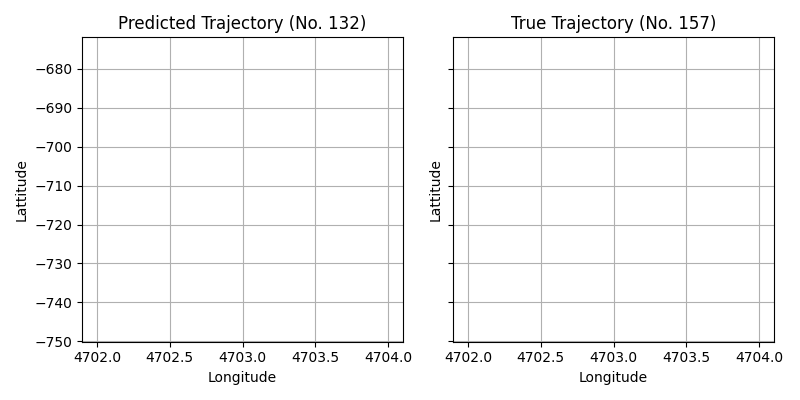 Predicted Trajectory (No. 132)
True Trajectory (No. 157)
−680
−690
−700
−710
−720
−730
−740
−750
Lattitude
Lattitude
4702.0 4702.5 4703.0 4703.5 4704.0
4702.0 4702.5 4703.0 4703.5 4704.0
Longitude
Longitude